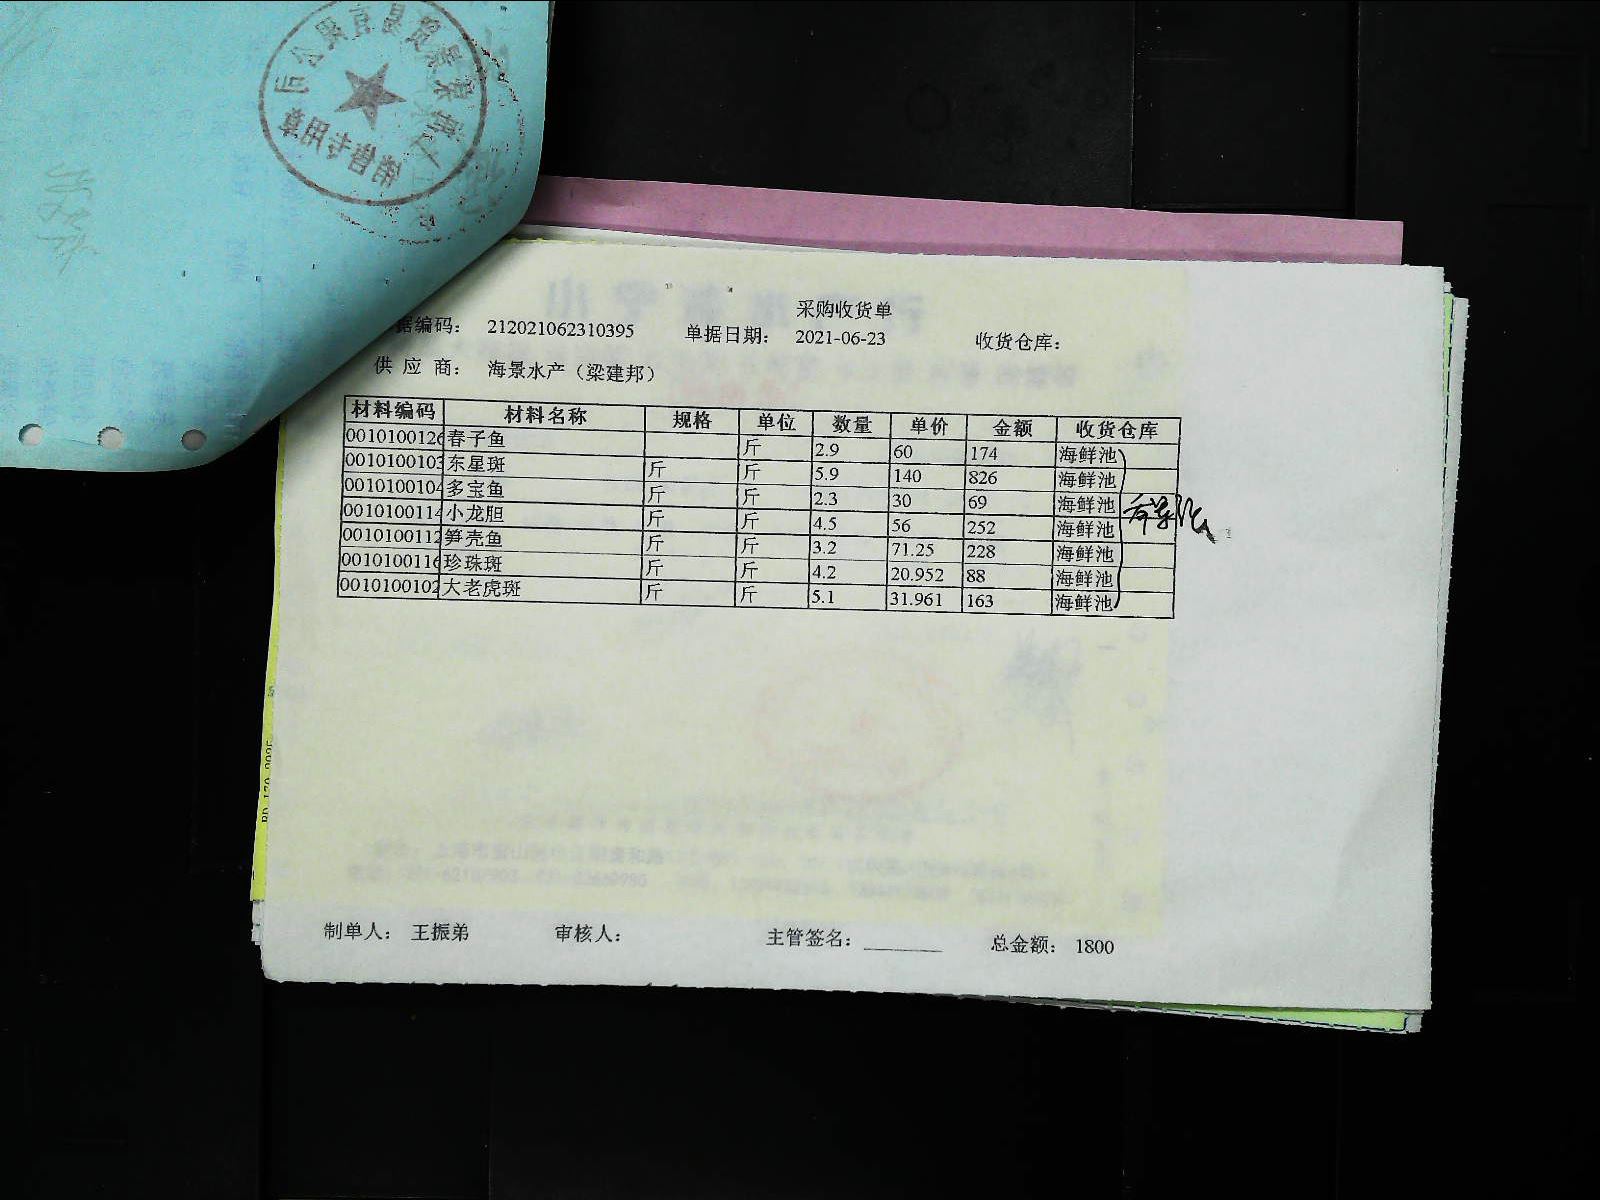 采购收货单
据编码： 212021062310395 单据日期： 2021-06-23 收货仓库：
供 应 商： 海景水产（梁建邦）
材料编码 材料名称 规格 单位 数量 单价 金额 收货仓库
0010100126 春子鱼 斤 2.9 60 174 海鲜池
0010100103 东星斑 斤 斤 5.9 140 826 海鲜池
0010100104 多宝鱼 斤 斤 2.3 30 69 海鲜池
0010100114 小龙胆 斤 斤 4.5 56 252 海鲜池
0010100112 笋壳鱼 斤 斤 3.2 71.25 228 海鲜池
0010100116 珍珠斑 斤 斤 4.2 20.952 88 海鲜池
0010100102 大老虎斑 斤 斤 5.1 31.961 163 海鲜池
制单人： 王振弟 审核人： 主管签名：________ 总金额： 1800